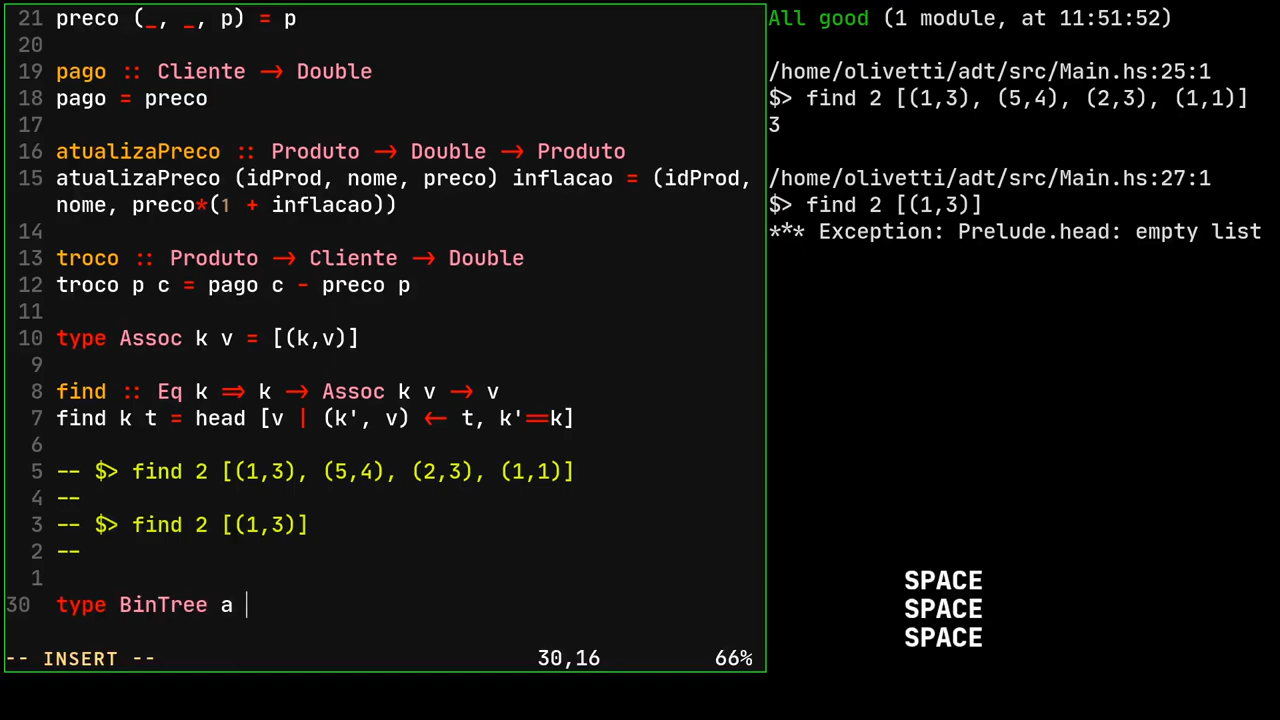 21 preco (_, _, p) = p
20
19 pago :: Cliente -> Double
18 pago = preco
17
16 atualizaPreco :: Produto -> Double -> Produto
15 atualizaPreco (idProd, nome, preco) inflacao = (idProd,
nome, preco*(1 + inflacao))
14
13 troco :: Produto -> Cliente -> Double
12 troco p c = pago c - preco p
11
10 type Assoc k v = [(k,v)]
9
8 find :: Eq k => k -> Assoc k v -> v
7 find k t = head [v | (k', v) <- t, k'==k]
6
5 -- $> find 2 [(1,3), (5,4), (2,3), (1,1)]
4 --
3 -- $> find 2 [(1,3)]
2 --
1
30 type BinTree a
-- INSERT -- 30,16 66%
All good (1 module, at 11:51:52)
/home/olivetti/adt/src/Main.hs:25:1
$> find 2 [(1,3), (5,4), (2,3), (1,1)]
3
/home/olivetti/adt/src/Main.hs:27:1
$> find 2 [(1,3)]
*** Exception: Prelude.head: empty list
SPACE
SPACE
SPACE